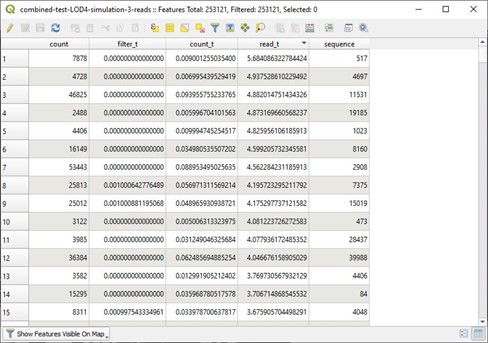 combined-test-LOD4-simulation-3-reads :: Features Total: 253121, Filtered: 253121, Selected: 0
count filter_t count_t read_t sequence
1 7878 0.000000000000000 0.009001255035400 5.684086322784424 517
2 4728 0.000000000000000 0.006995439529419 4.937528610229492 4697
3 46825 0.000000000000000 0.093955755233765 4.882014751434326 11531
4 2488 0.000000000000000 0.005996704101563 4.873169660568237 19185
5 4406 0.000000000000000 0.009994745254517 4.825956106185913 1023
6 16149 0.000000000000000 0.034980535507202 4.599205732345581 8160
7 53443 0.000000000000000 0.088953495025635 4.562284231185913 2908
8 25813 0.001000642776489 0.056971311569214 4.195723295211792 7375
9 25012 0.001000881195068 0.048965930938721 4.175297737121582 15019
10 3122 0.000000000000000 0.005006313323975 4.081223726272583 473
11 3985 0.000000000000000 0.031249046325684 4.077936172485352 28437
12 36384 0.000000000000000 0.062485694885254 4.046676158905029 39988
13 3582 0.000000000000000 0.012991905212402 3.769730567932129 4406
14 15295 0.000000000000000 0.035968780517578 3.706714868545532 84
15 8311 0.000997543334961 0.033978700637817 3.675905704498291 4048
Show Features Visible On Map